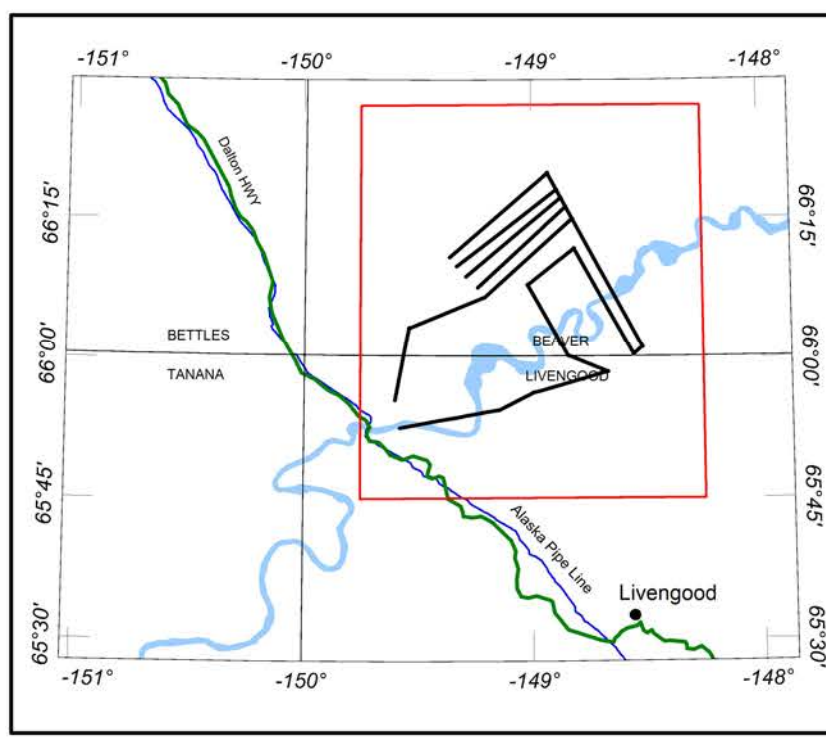 -151°
-150°
-149°
-148°
Dalton HWY
66°15'
66°15'
BETTLES
BEAVER
66°00'
66°00'
TANANA
LIVENGOOD
65°45'
65°45'
Alaska Pipe Line
Livengood
65°30'
65°30'
-151°
-150°
-149°
-148°